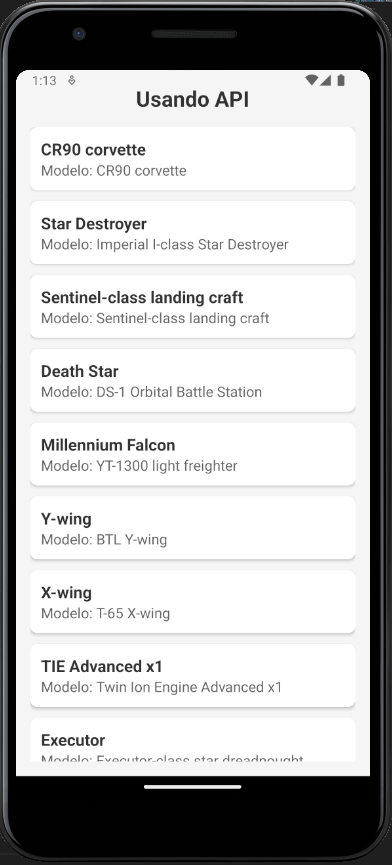 1:13
Usando API
CR90 corvette
Modelo: CR90 corvette
Star Destroyer
Modelo: Imperial I-class Star Destroyer
Sentinel-class landing craft
Modelo: Sentinel-class landing craft
Death Star
Modelo: DS-1 Orbital Battle Station
Millennium Falcon
Modelo: YT-1300 light freighter
Y-wing
Modelo: BTL Y-wing
X-wing
Modelo: T-65 X-wing
TIE Advanced x1
Modelo: Twin Ion Engine Advanced x1
Executor
Modelo: Executor-class star dreadnought